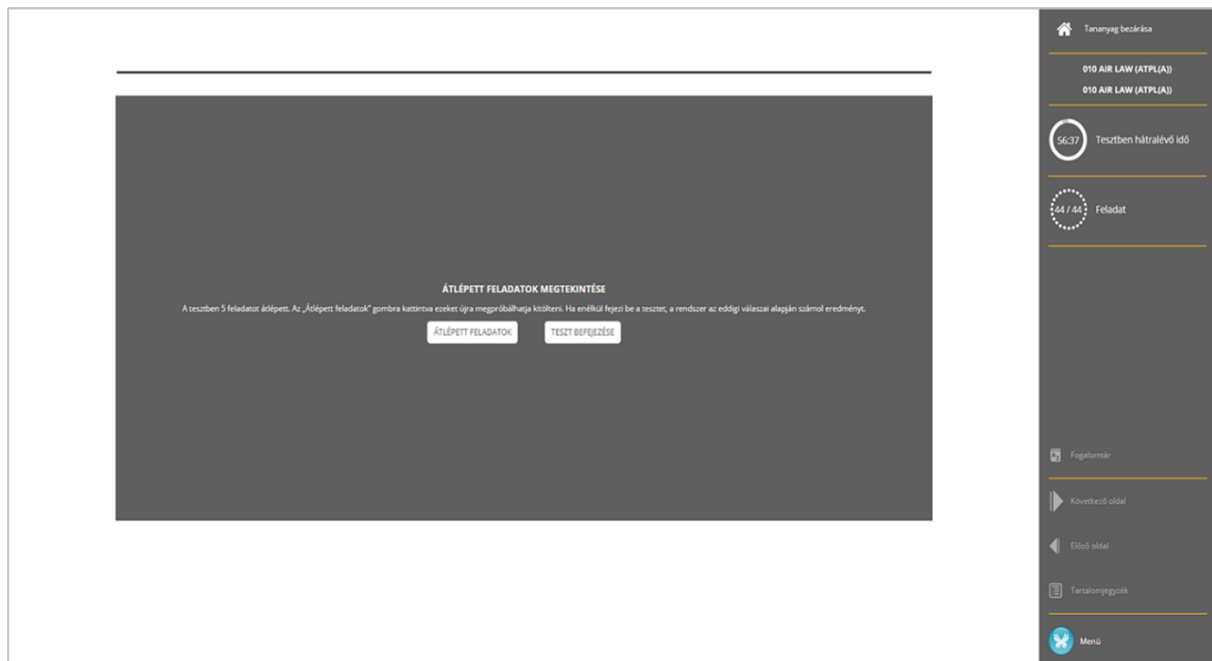 ÁTLÉPETT FELADATOK MEGTEKINTÉSE
A tesztben 5 feladatot átlépett. Az „Átlépett feladatok" gombra kattintva ezeket újra megpróbálhatja kitölteni. Ha enélkül fejezi be a tesztet, a rendszer az eddigi válaszai alapján számol eredményt.
ÁTLÉPETT FELADATOK
TESZT BEFEJEZÉSE
Tananyag bezárása
010 AIR LAW (ATPL(A))
010 AIR LAW (ATPL(A))
56:37 Tesztben hátralévő idő
44 / 44 Feladat
Fogalomtár
Következő oldal
Előző oldal
Tartalomjegyzék
Menü